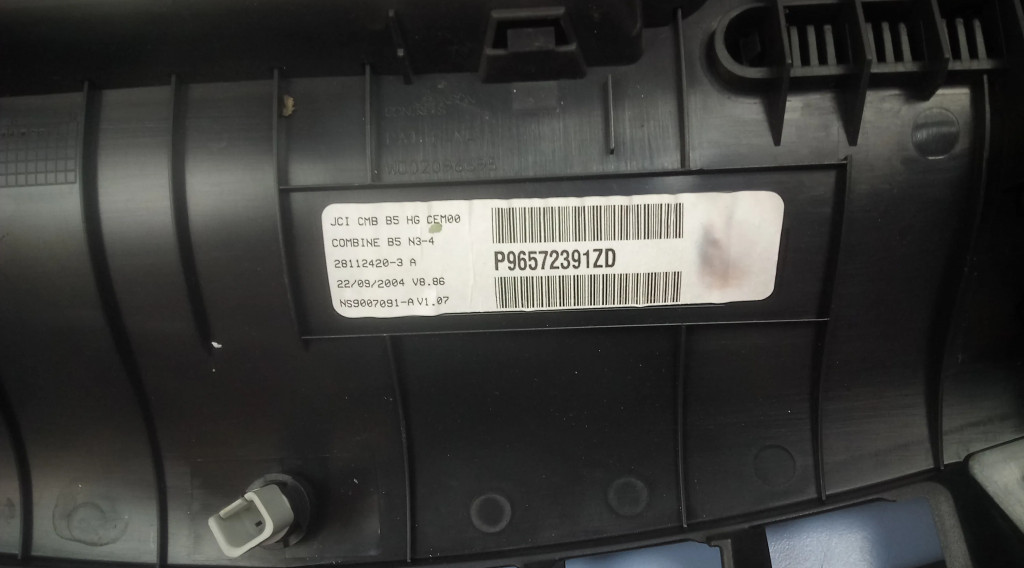 JCI CMB B5 HG CEM00
COMBINE B5 N3-4
28112420-3 A
22/09/2004 V8.86
NS9007091-A V1.07
P96572391ZD